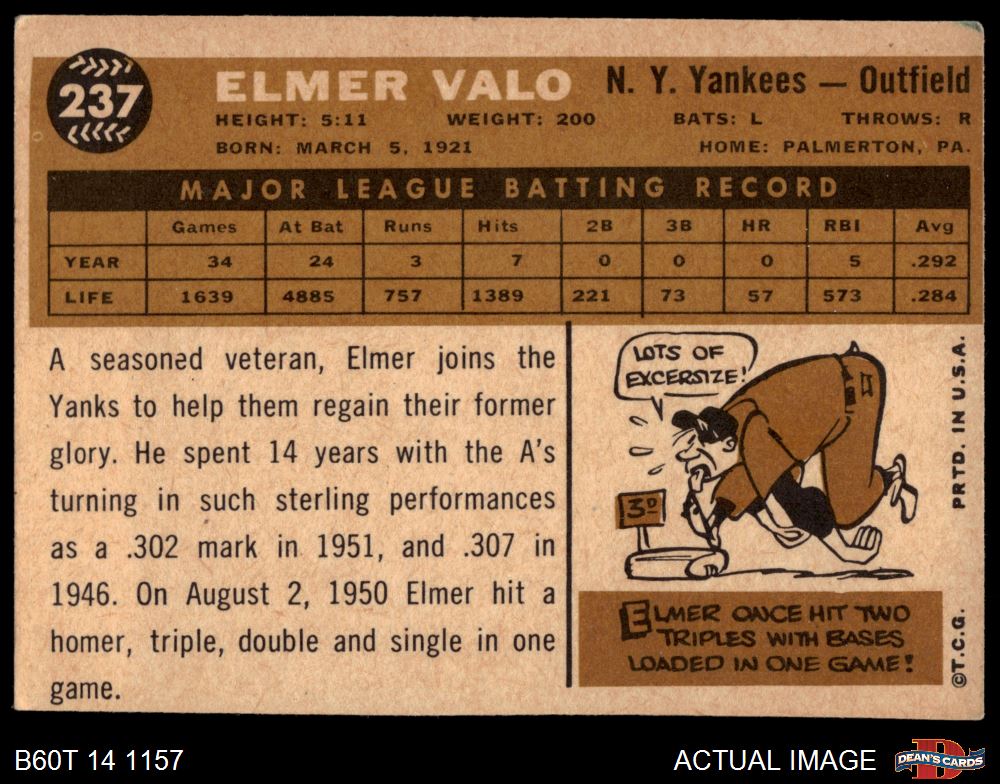 237
ELMER VALO
N. Y. Yankees — Outfield
HEIGHT: 5:11 WEIGHT: 200 BATS: L THROWS: R
BORN: MARCH 5, 1921 HOME: PALMERTON, PA.
MAJOR LEAGUE BATTING RECORD
Games At Bat Runs Hits 2B 3B HR RBI Avg
YEAR 34 24 3 7 0 0 0 5 .292
LIFE 1639 4885 757 1389 221 73 57 573 .284
A seasoned veteran, Elmer joins the
Yanks to help them regain their former
glory. He spent 14 years with the A's
turning in such sterling performances
as a .302 mark in 1951, and .307 in
1946. On August 2, 1950 Elmer hit a
homer, triple, double and single in one
game.
LOTS OF
EXCERSIZE!
3D
ELMER ONCE HIT TWO
TRIPLES WITH BASES
LOADED IN ONE GAME!
©T.C.G. PRTD. IN U.S.A.
B60T 14 1157
ACTUAL IMAGE
D
DEAN'S CARDS